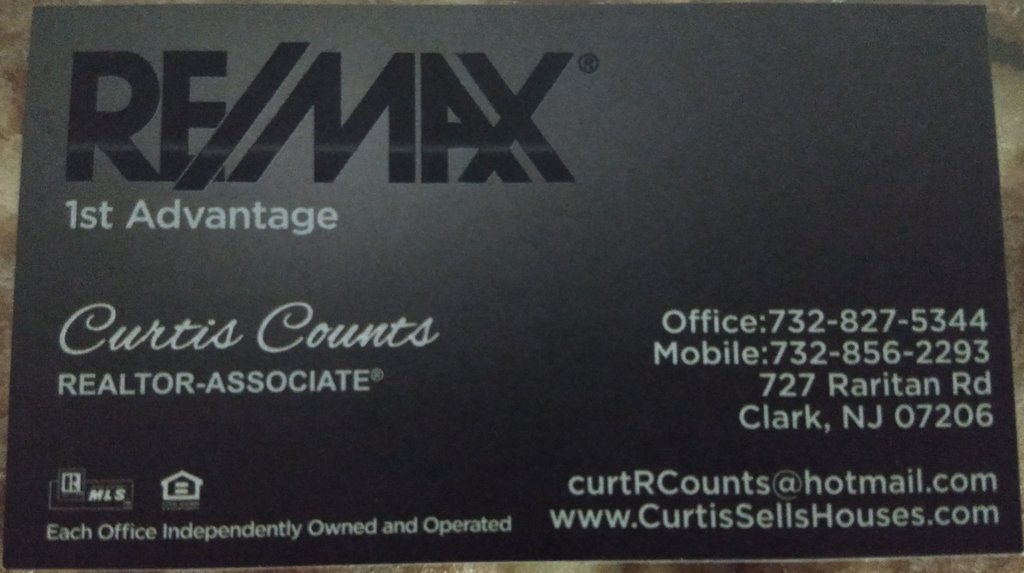 RE/MAX®
1st Advantage
Curtis Counts
REALTOR-ASSOCIATE®
Office:732-827-5344
Mobile:732-856-2293
727 Raritan Rd
Clark, NJ 07206
curtRCounts@hotmail.com
www.CurtisSellsHouses.com
R MLS
Each Office Independently Owned and Operated